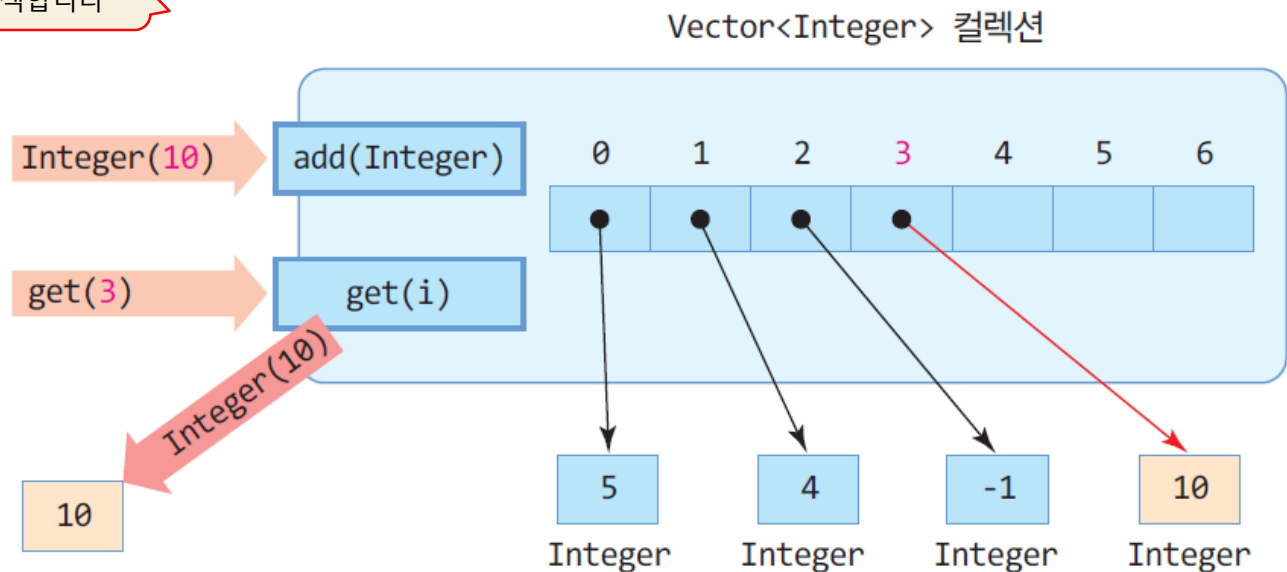 Vector<Integer> 컬렉션
Integer(10)
add(Integer)
0 1 2 3 4 5 6
get(3)
get(i)
Integer(10)
10
5 4 -1 10
Integer Integer Integer Integer